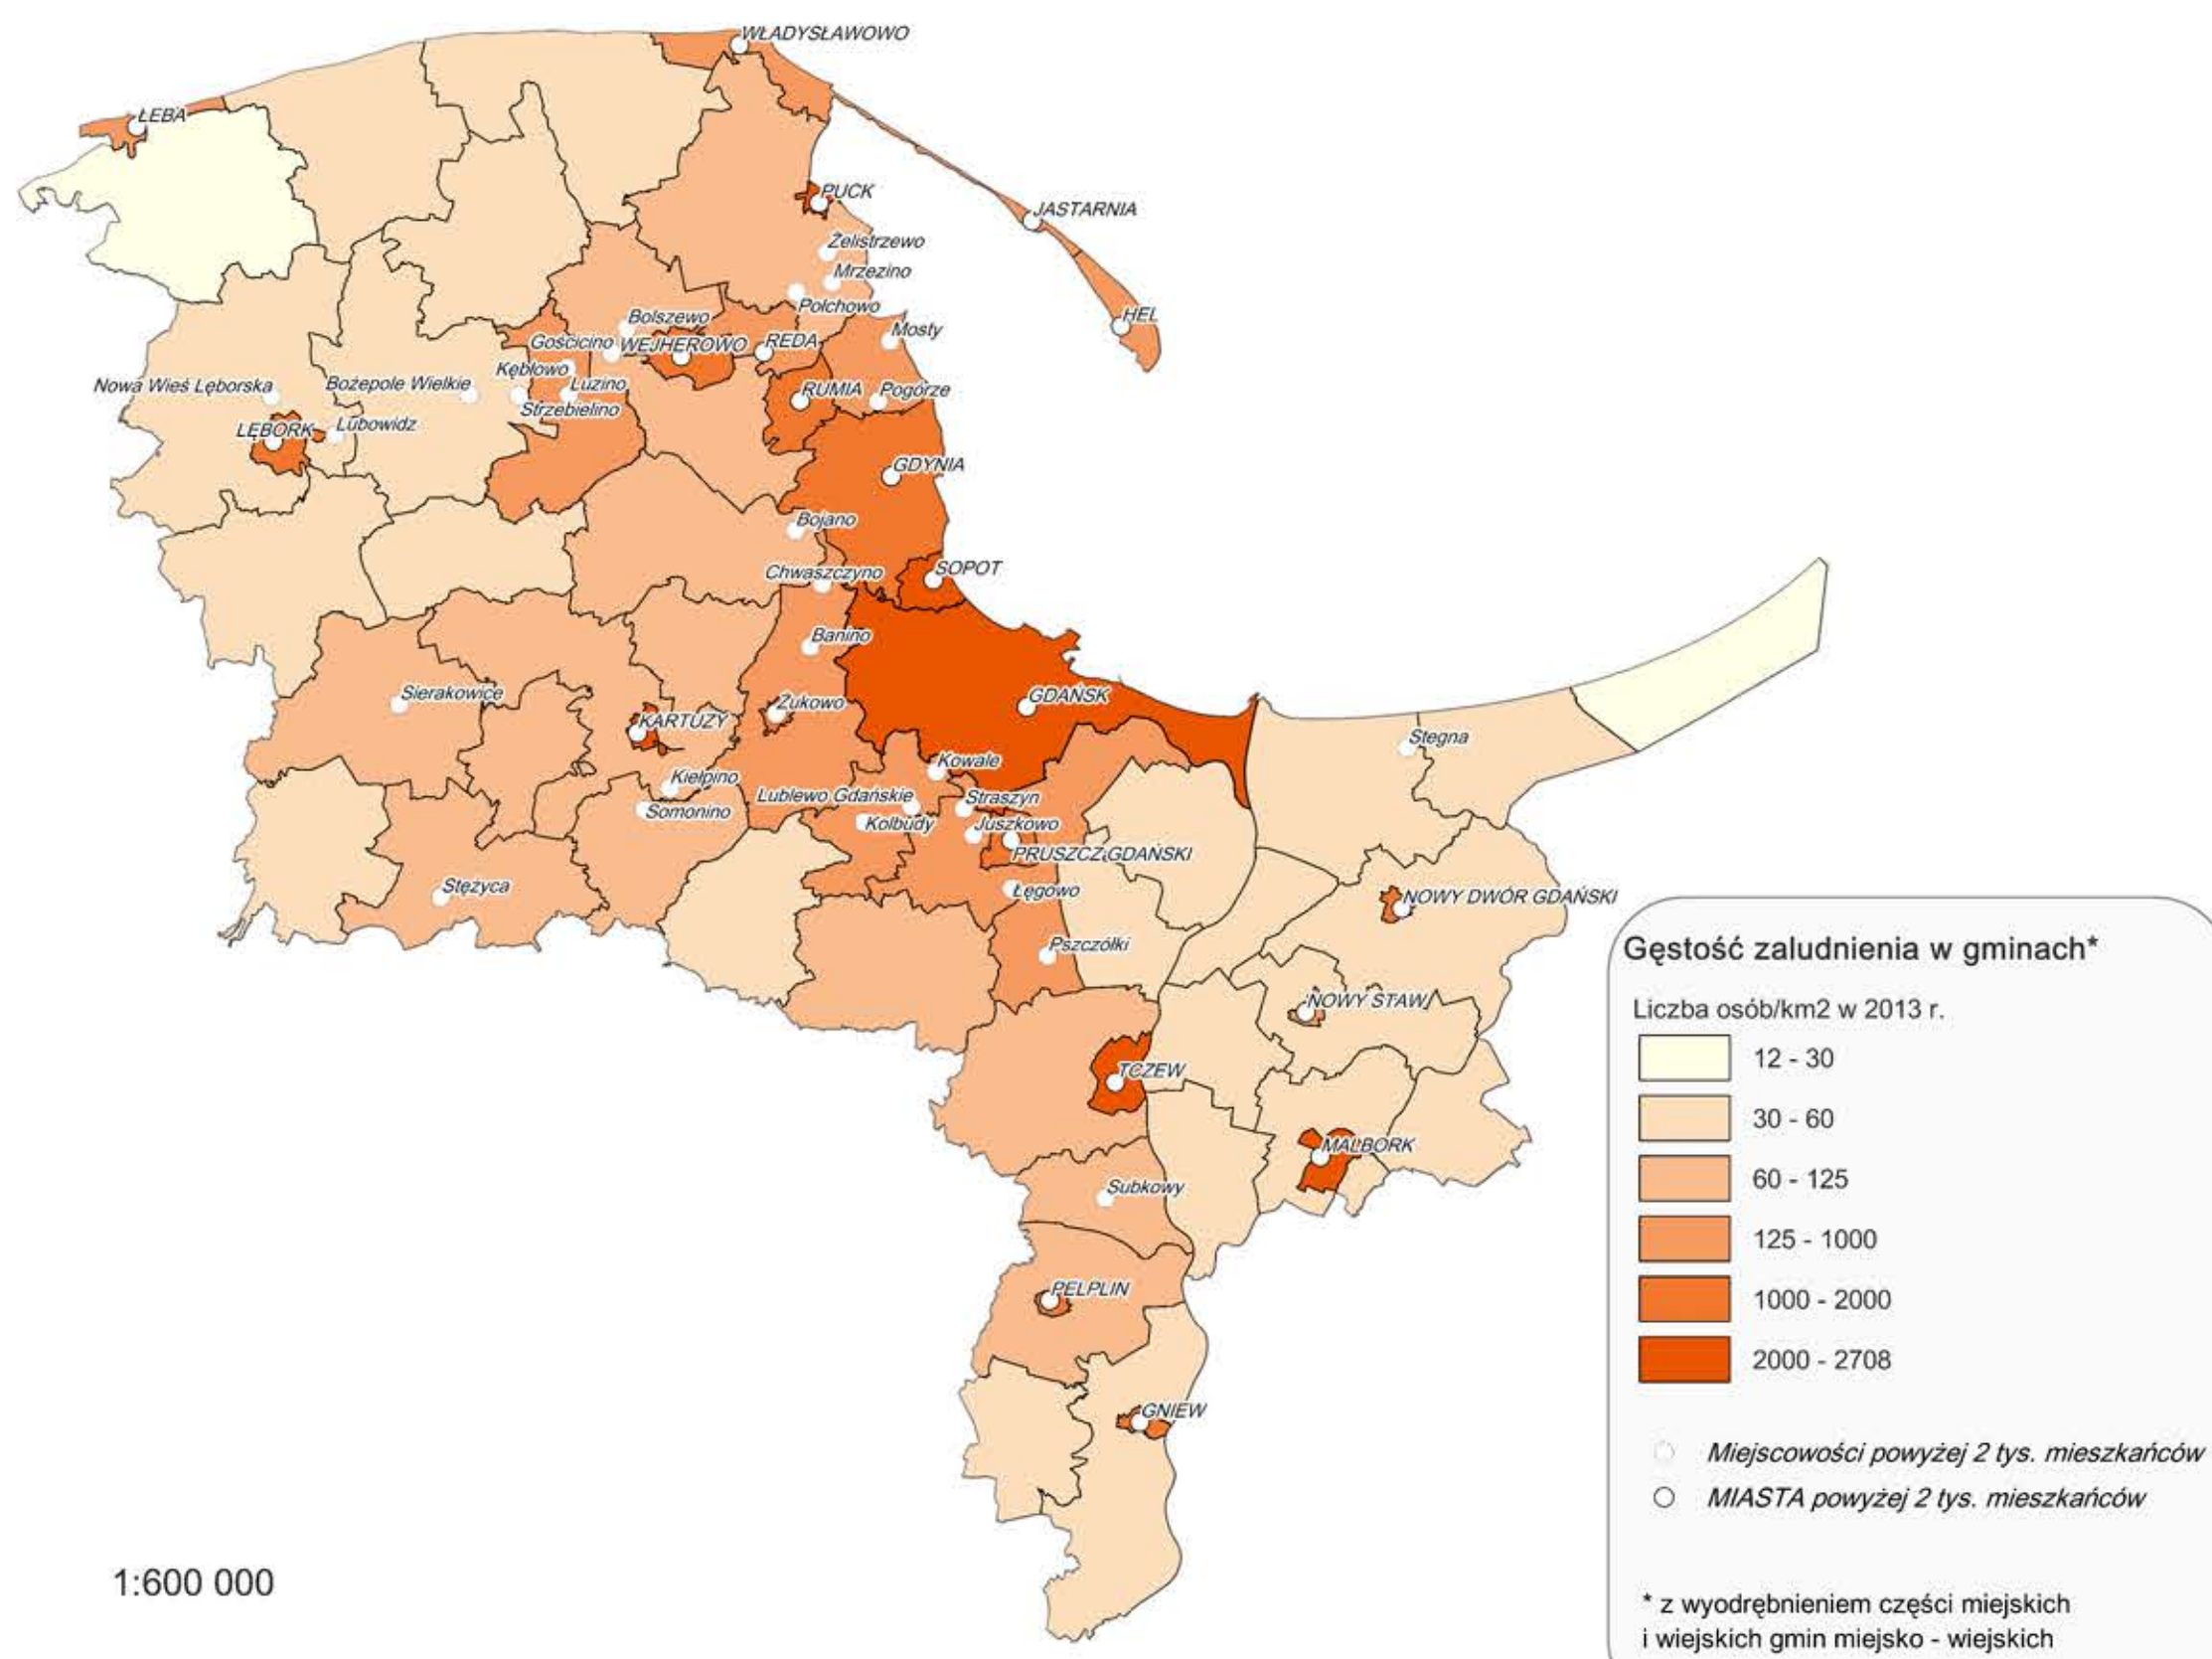 WŁADYSŁAWOWO
ŁEBA
PUCK
JASTARNIA
Żelistrzewo
Mrzezino
Połchowo
HEL
Bolszewo
Mosty
Gościcino
WEJHEROWO
REDA
Kębłowo
Nowa Wieś Lęborska
Bożepole Wielkie
Luzino
RUMIA
Pogórze
Strzebielino
LĘBORK
Lubowidz
GDYNIA
Bojano
Chwaszczyno
SOPOT
Banino
Sierakowice
Żukowo
GDAŃSK
KARTUZY
Stegna
Kowale
Kiełpino
Lublewo Gdańskie
Straszyn
Somonino
Kolbudy
Juszkowo
PRUSZCZ GDAŃSKI
Stężyca
Łęgowo
NOWY DWÓR GDAŃSKI
Pszczółki
NOWY STAW
TCZEW
MALBORK
Subkowy
PELPLIN
GNIEW
Gęstość zaludnienia w gminach*
Liczba osób/km2 w 2013 r.
12 - 30
30 - 60
60 - 125
125 - 1000
1000 - 2000
2000 - 2708
Miejscowości powyżej 2 tys. mieszkańców
MIASTA powyżej 2 tys. mieszkańców
* z wyodrębnieniem części miejskich
i wiejskich gmin miejsko - wiejskich
1:600 000